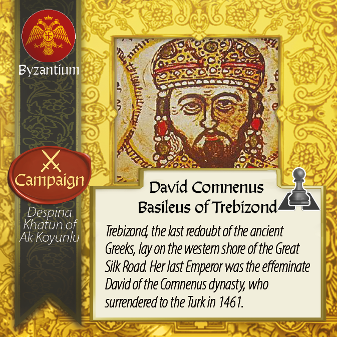 Byzantium
Campaign
Despina
Khatun of
Ak Koyunlu
David Comnenus
Basileus of Trebizond
Trebizond, the last redoubt of the ancient
Greeks, lay on the western shore of the Great
Silk Road. Her last Emperor was the effeminate
David of the Comnenus dynasty, who
surrendered to the Turk in 1461.